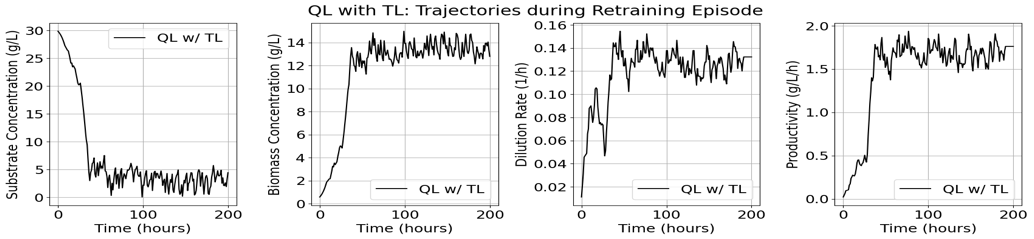 QL with TL: Trajectories during Retraining Episode
Substrate Concentration (g/L)
30
25
20
15
10
5
0
QL w/ TL
0 100 200
Time (hours)
Biomass Concentration (g/L)
14
12
10
8
6
4
2
0
QL w/ TL
0 100 200
Time (hours)
Dilution Rate (1/h)
0.16
0.14
0.12
0.10
0.08
0.06
0.04
0.02
QL w/ TL
0 100 200
Time (hours)
Productivity (g/L/h)
2.0
1.5
1.0
0.5
0.0
QL w/ TL
0 100 200
Time (hours)